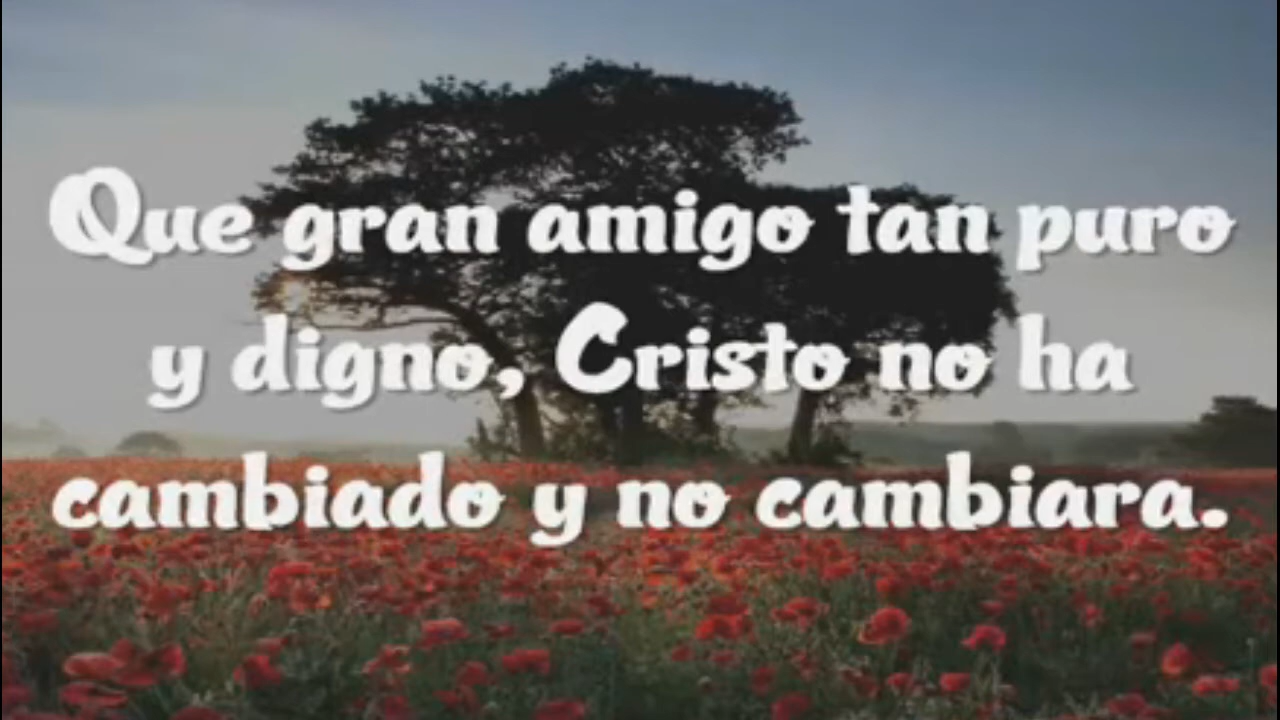 Que gran amigo tan puro
y digno, Cristo no ha
cambiado y no cambiara.